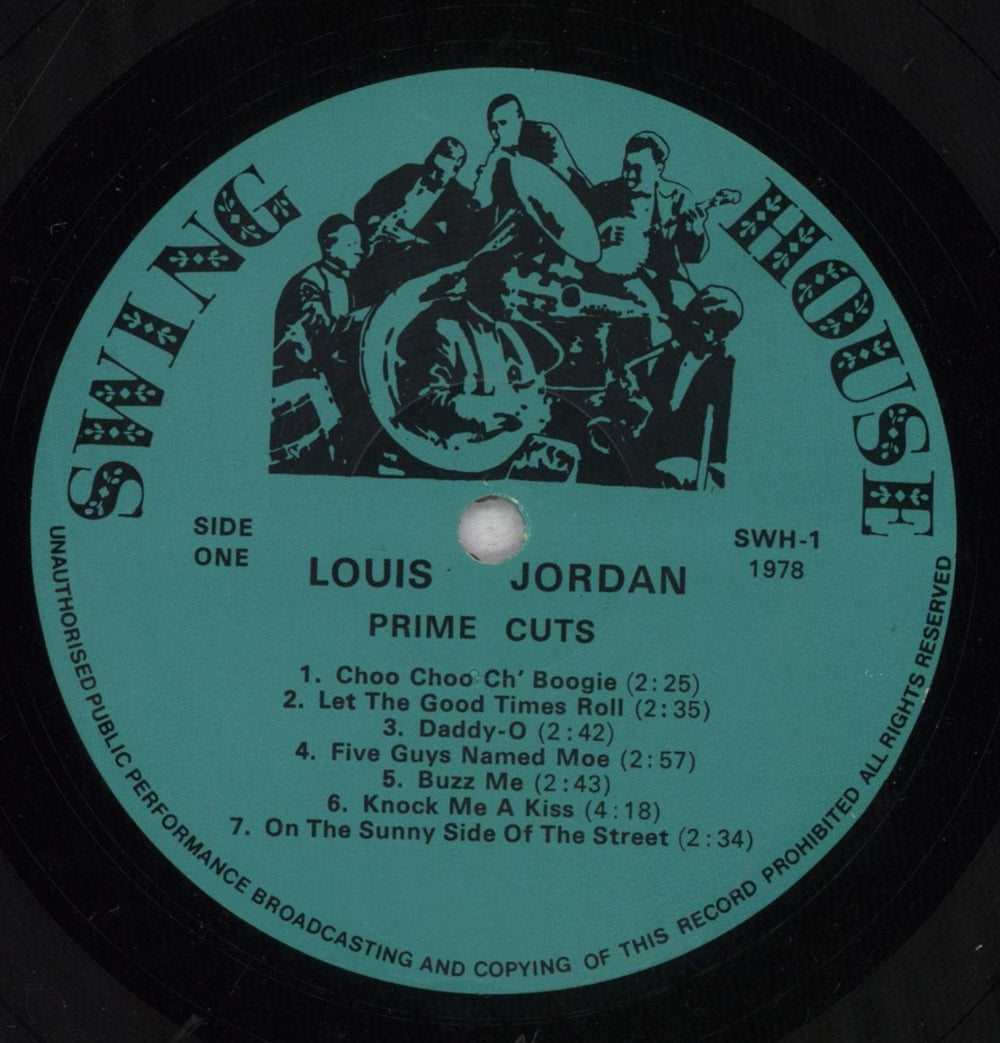 SWING HOUSE
SIDE
ONE
SWH-1
1978
LOUIS JORDAN
PRIME CUTS
1. Choo Choo Ch' Boogie (2:25)
2. Let The Good Times Roll (2:35)
3. Daddy-O (2:42)
4. Five Guys Named Moe (2:57)
5. Buzz Me (2:43)
6. Knock Me A Kiss (4:18)
7. On The Sunny Side Of The Street (2:34)
UNAUTHORISED PUBLIC PERFORMANCE BROADCASTING AND COPYING OF THIS RECORD PROHIBITED ALL RIGHTS RESERVED